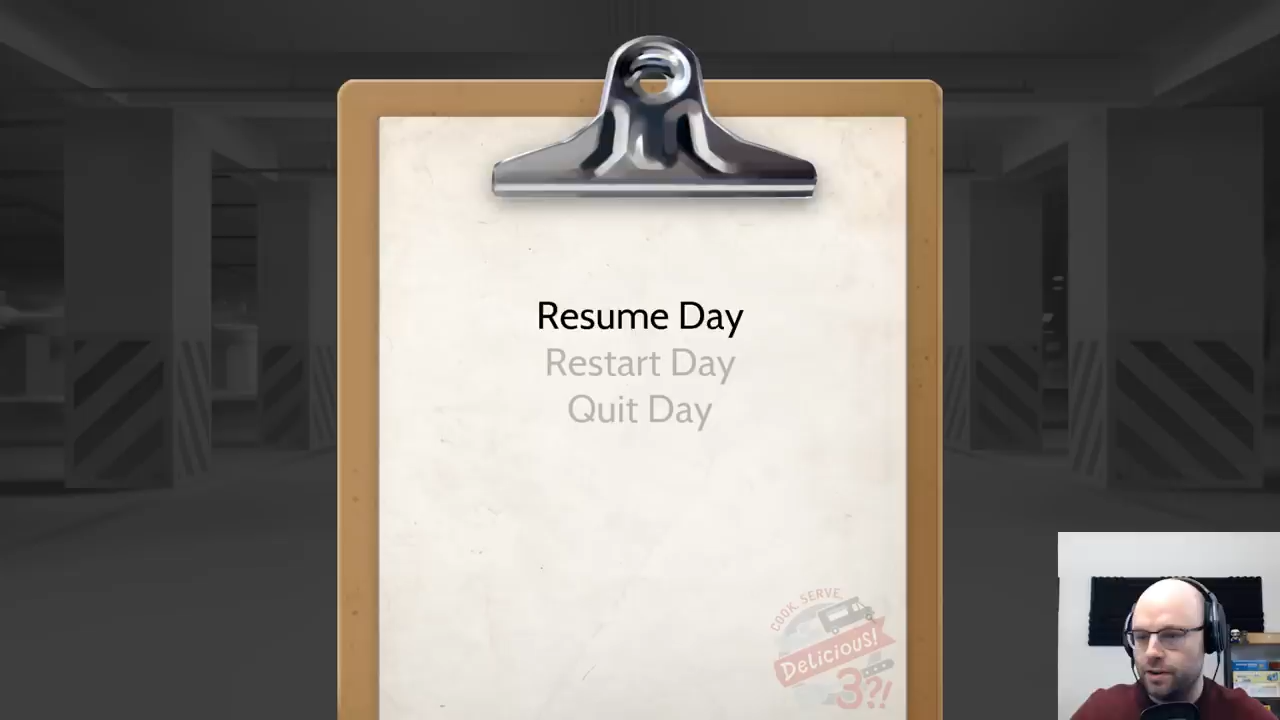 Resume Day
Restart Day
Quit Day
COOK, SERVE,
Delicious!
3?!